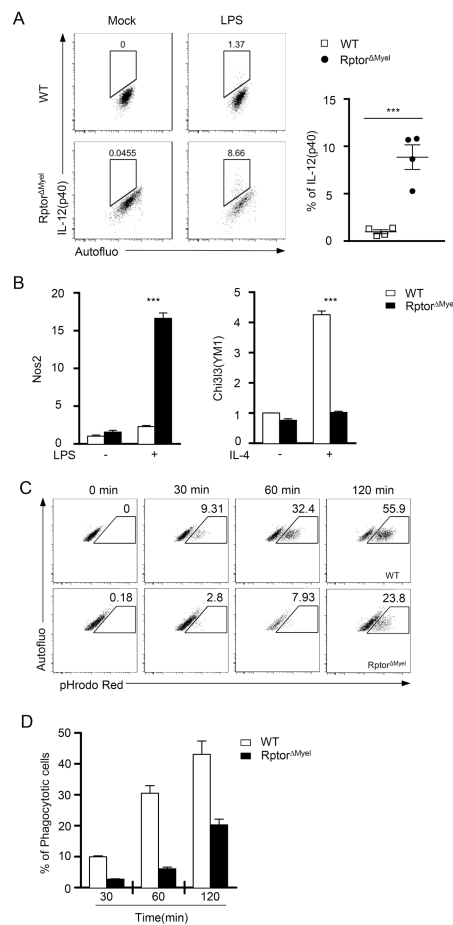 A
Mock
LPS
WT
RptorΔMyel
0
1.37
0.0455
8.66
IL-12(p40)
Autofluo
WT
RptorΔMyel
% of IL-12(p40)
15
10
5
0
***
B
Nos2
20
15
10
5
0
***
LPS
-
+
Chi3l3(YM1)
5
4
3
2
1
0
***
IL-4
-
+
WT
RptorΔMye
C
0 min
30 min
60 min
120 min
0
9.31
32.4
55.9
WT
0.18
2.8
7.93
23.8
RptorΔMyel
Autofluo
pHrodo Red
D
% of Phagocytotic cells
50
40
30
20
10
0
30
60
120
Time(min)
WT
RptorΔMyel